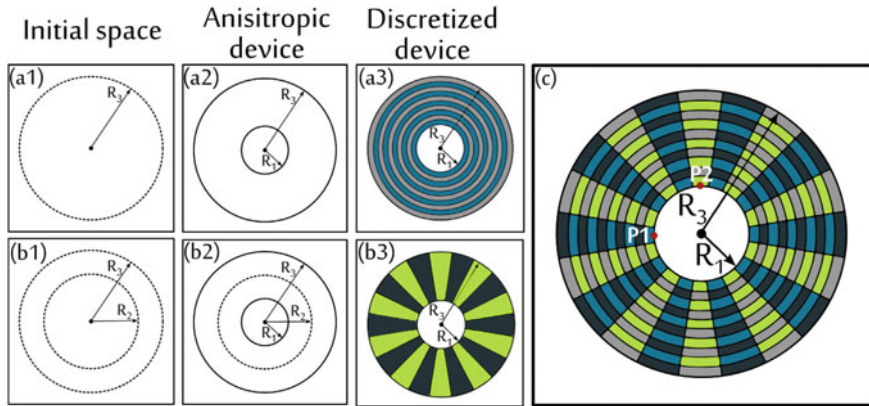 Initial space
Anisitropic
device
Discretized
device
(a1)
R3
(a2)
R3
R1
(a3)
R3
R1
(b1)
R3
R2
(b2)
R3
R2
R1
(b3)
R3
R1
(c)
P2
R3
P1
R1